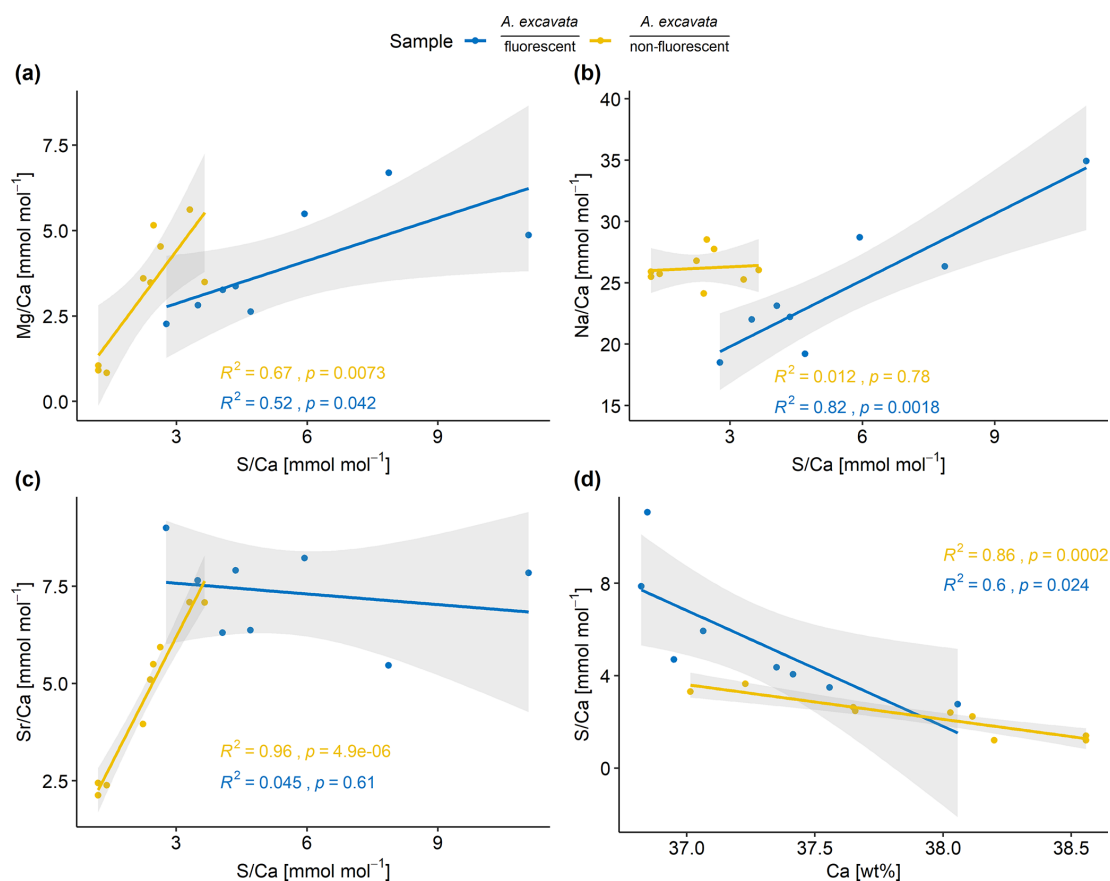 Sample A. excavata fluorescent A. excavata non-fluorescent
(a)
Mg/Ca [mmol mol⁻¹]
7.5
5.0
2.5
0.0
R² = 0.67 , p = 0.0073
R² = 0.52 , p = 0.042
3 6 9
S/Ca [mmol mol⁻¹]
(b)
Na/Ca [mmol mol⁻¹]
40
35
30
25
20
15
R² = 0.012 , p = 0.78
R² = 0.82 , p = 0.0018
3 6 9
S/Ca [mmol mol⁻¹]
(c)
Sr/Ca [mmol mol⁻¹]
7.5
5.0
2.5
R² = 0.96 , p = 4.9e-06
R² = 0.045 , p = 0.61
3 6 9
S/Ca [mmol mol⁻¹]
(d)
S/Ca [mmol mol⁻¹]
8
4
0
R² = 0.86 , p = 0.0002
R² = 0.6 , p = 0.024
37.0 37.5 38.0 38.5
Ca [wt%]